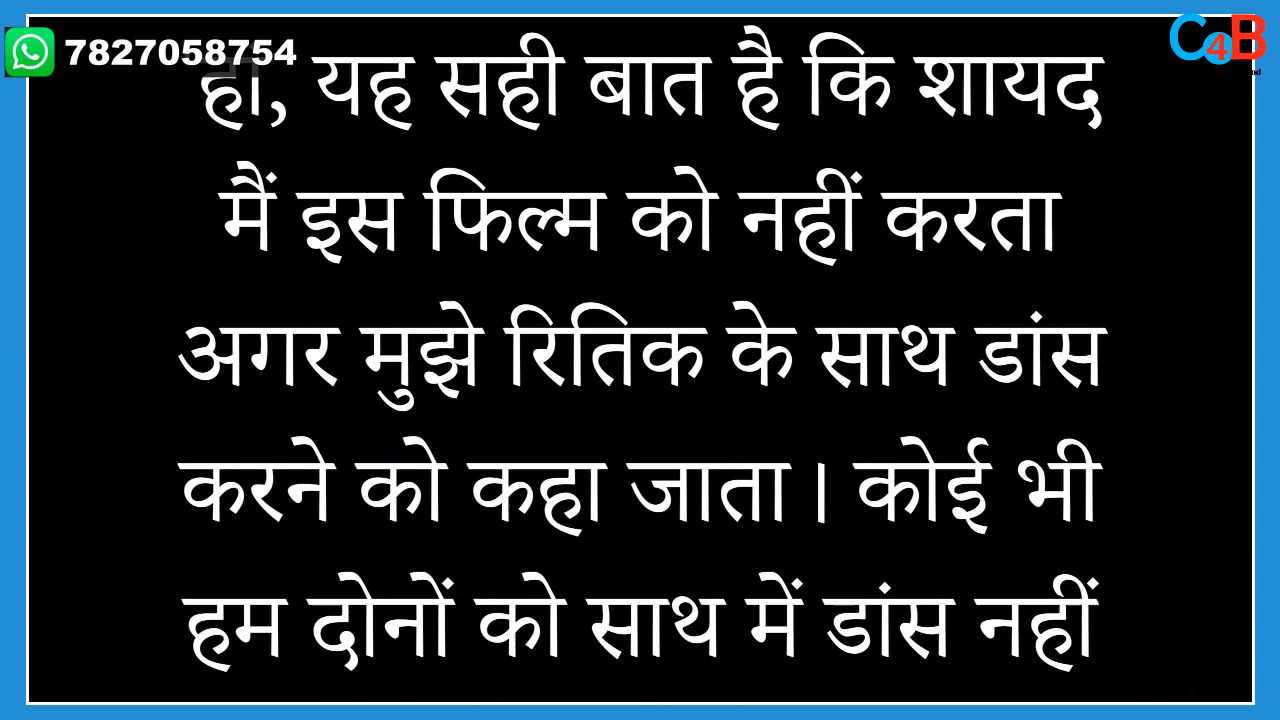 7827058754
C4B
हां, यह सही बात है कि शायद
मैं इस फिल्म को नहीं करता
अगर मुझे रितिक के साथ डांस
करने को कहा जाता। कोई भी
हम दोनों को साथ में डांस नहीं